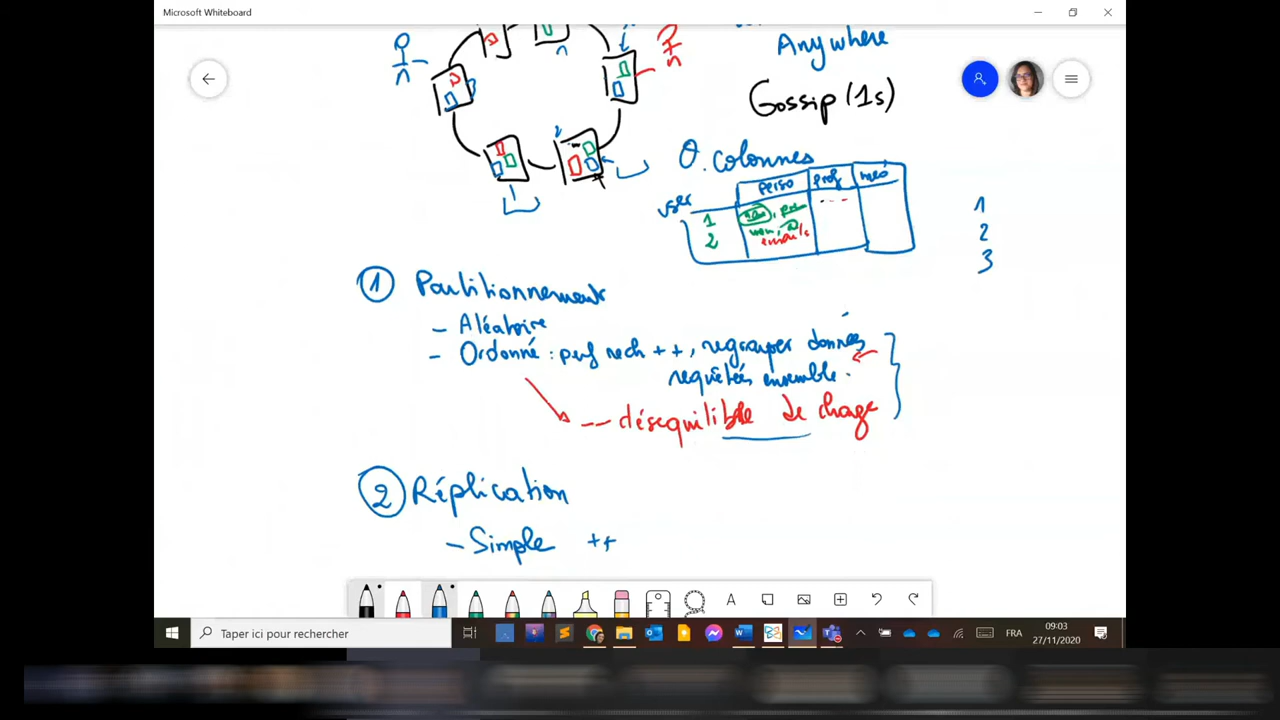 Microsoft Whiteboard
Anywhere
Gossip (1s)
O. colonnes
user
perso
prof
1
2
emails
1
2
3
① Partitionnement
- Aléatoire
- Ordonné : perf rech ++, regrouper données
requêtées ensemble.
-- déséquilibre de charge
② Réplication
- Simple ++
A
Taper ici pour rechercher
FRA
09:03
27/11/2020